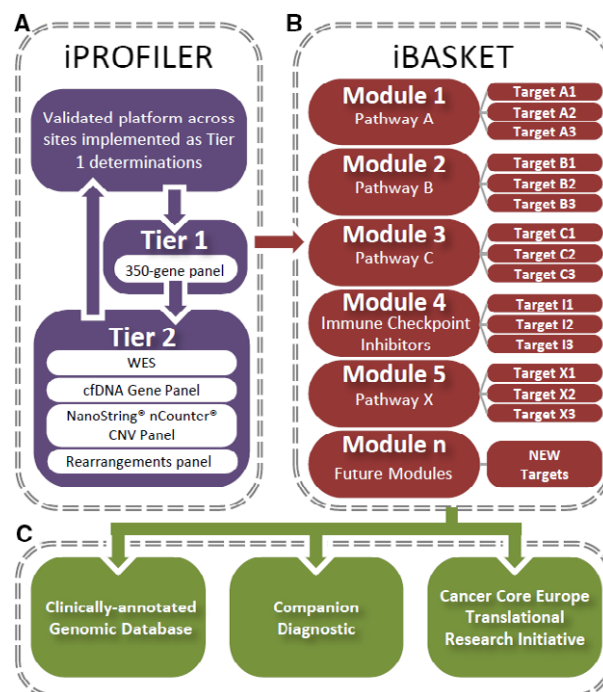 A
iPROFILER
Validated platform across
sites implemented as Tier
1 determinations
Tier 1
350-gene panel
Tier 2
WES
cfDNA Gene Panel
NanoString® nCounter®
CNV Panel
Rearrangements panel
B
iBASKET
Module 1
Pathway A
Target A1
Target A2
Target A3
Module 2
Pathway B
Target B1
Target B2
Target B3
Module 3
Pathway C
Target C1
Target C2
Target C3
Module 4
Immune Checkpoint
Inhibitors
Target I1
Target I2
Target I3
Module 5
Pathway X
Target X1
Target X2
Target X3
Module n
Future Modules
NEW
Targets
C
Clinically-annotated
Genomic Database
Companion
Diagnostic
Cancer Core Europe
Translational
Research Initiative